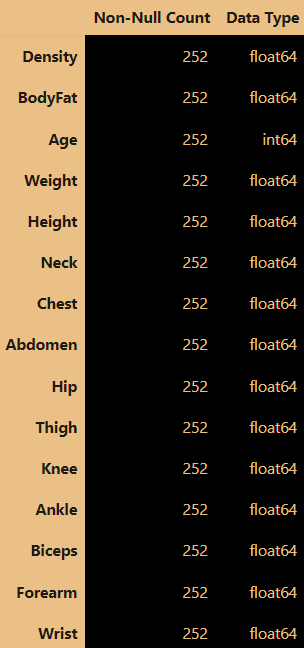 Non-Null Count Data Type
Density 252 float64
BodyFat 252 float64
Age 252 int64
Weight 252 float64
Height 252 float64
Neck 252 float64
Chest 252 float64
Abdomen 252 float64
Hip 252 float64
Thigh 252 float64
Knee 252 float64
Ankle 252 float64
Biceps 252 float64
Forearm 252 float64
Wrist 252 float64